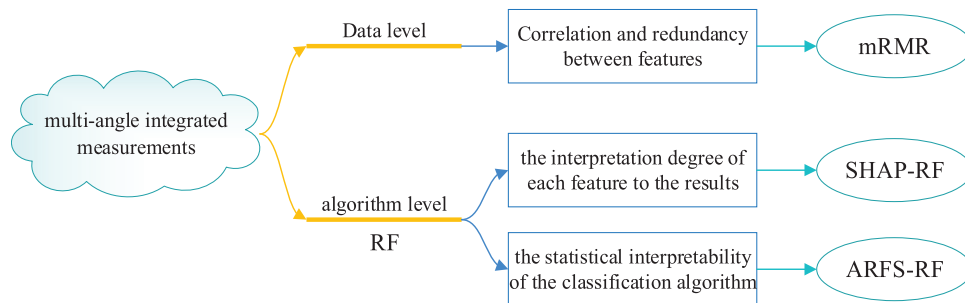 multi-angle integrated
measurements
Data level
Correlation and redundancy
between features
mRMR
algorithm level
RF
the interpretation degree of
each feature to the results
SHAP-RF
the statistical interpretability
of the classification algorithm
ARFS-RF